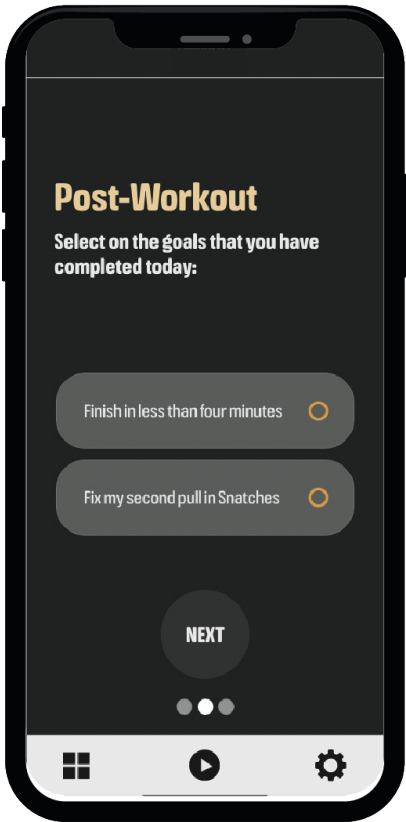 Post-Workout
Select on the goals that you have
completed today:
Finish in less than four minutes
Fix my second pull in Snatches
NEXT